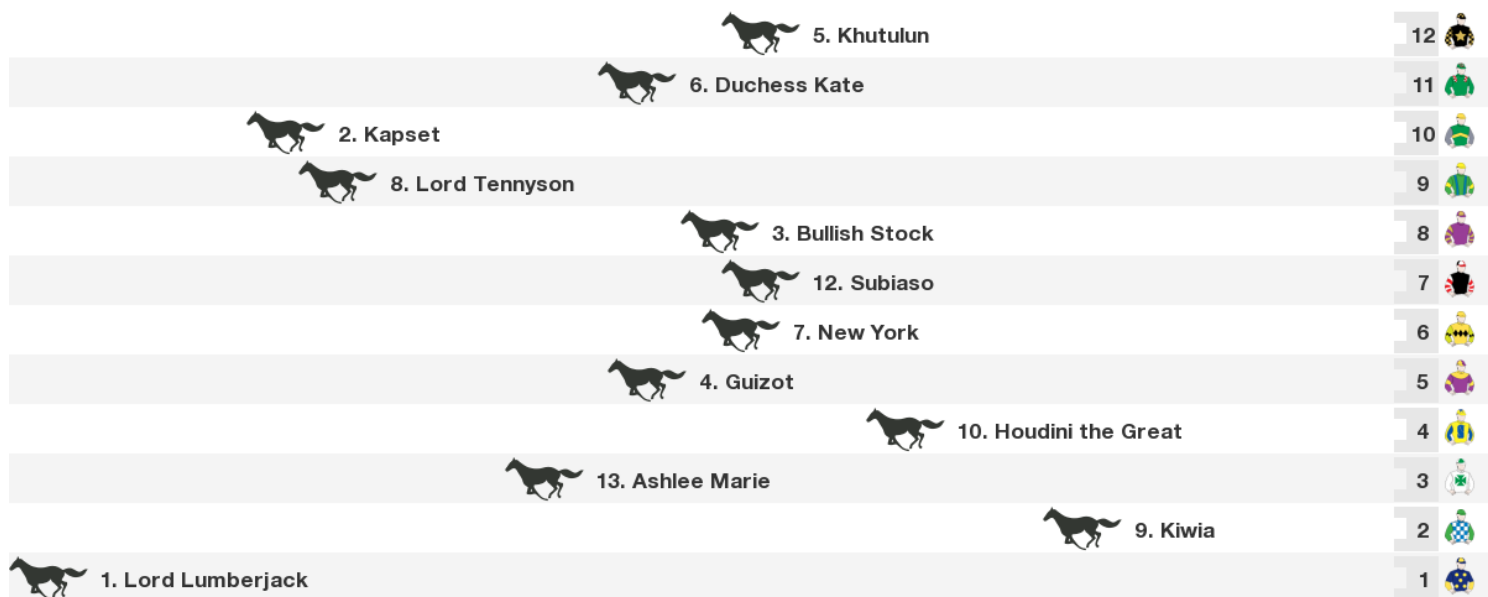 5. Khutulun 12
6. Duchess Kate 11
2. Kapset 10
8. Lord Tennyson 9
3. Bullish Stock 8
12. Subiaso 7
7. New York 6
4. Guizot 5
10. Houdini the Great 4
13. Ashlee Marie 3
9. Kiwia 2
1. Lord Lumberjack 1